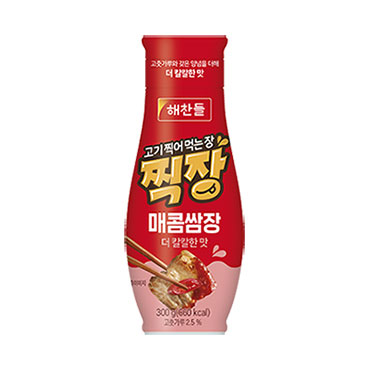 고춧가루와 갖은 양념을 더해
더 칼칼한 맛
해찬들
고기 찍어 먹는 장
찍장
매콤쌈장
더 칼칼한 맛
300 g(660 kcal)
고춧가루 2.5 %